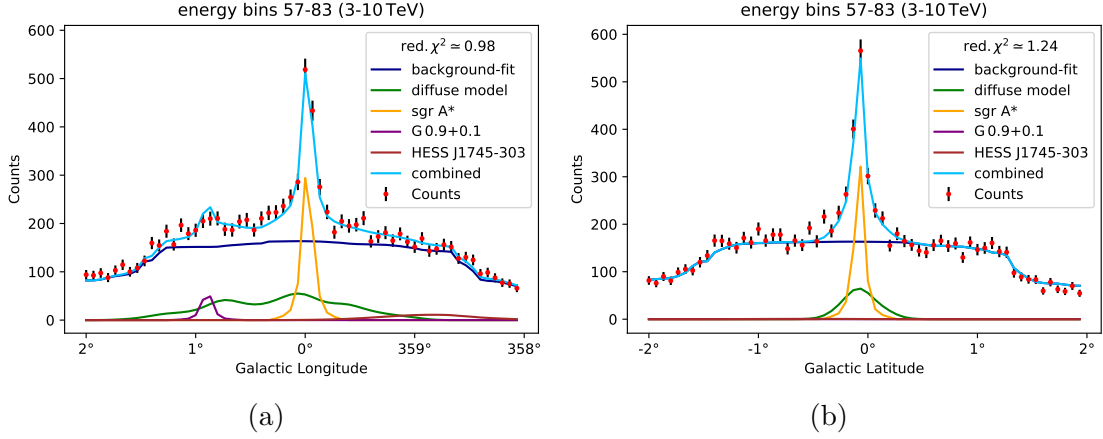 energy bins 57-83 (3-10 TeV)
600
500
400
300
200
100
0
Counts
red. χ² ≃ 0.98
background-fit
diffuse model
sgr A*
G 0.9+0.1
HESS J1745-303
combined
Counts
2° 1° 0° 359° 358°
Galactic Longitude
(a)
energy bins 57-83 (3-10 TeV)
600
500
400
300
200
100
0
Counts
red. χ² ≃ 1.24
background-fit
diffuse model
sgr A*
G 0.9+0.1
HESS J1745-303
combined
Counts
-2° -1° 0° 1° 2°
Galactic Latitude
(b)